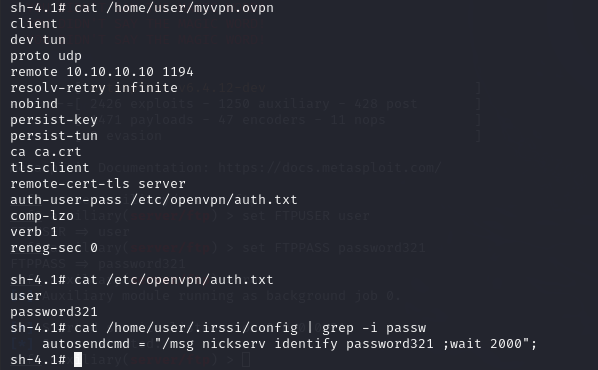 sh-4.1# cat /home/user/myvpn.ovpn
client
dev tun
proto udp
remote 10.10.10.10 1194
resolv-retry infinite
nobind
persist-key
persist-tun
ca ca.crt
tls-client
remote-cert-tls server
auth-user-pass /etc/openvpn/auth.txt
comp-lzo
verb 1
reneg-sec 0
sh-4.1# cat /etc/openvpn/auth.txt
user
password321
sh-4.1# cat /home/user/.irssi/config | grep -i passw
    autosendcmd = "/msg nickserv identify password321 ;wait 2000";
sh-4.1#